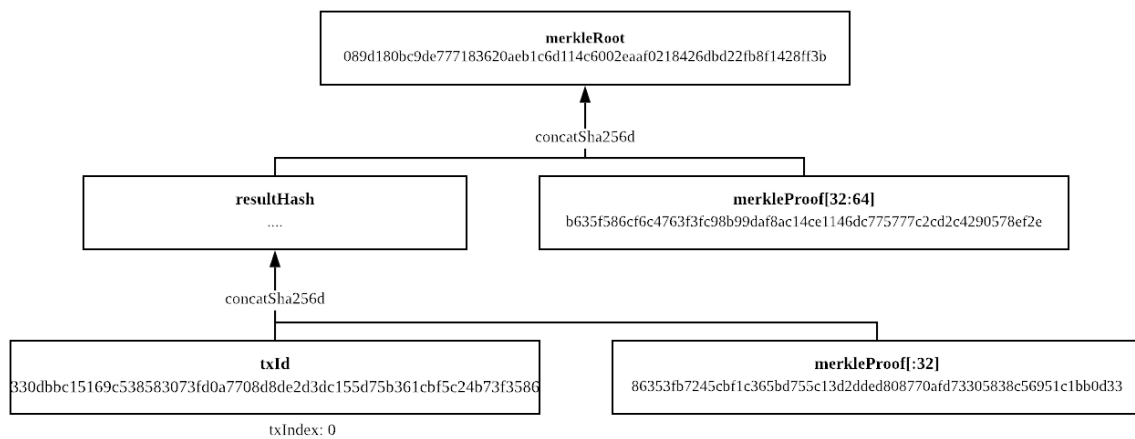 merkleRoot
089d180bc9de777183620aeb1c6d114c6002eaaf0218426dbd22fb8f1428ff3b
concatSha256d
resultHash
....
merkleProof[32:64]
b635f586cf6c4763f3fc98b99daf8ac14ce1146dc775777c2cd2c4290578ef2e
concatSha256d
txId
330dbbc15169c538583073fd0a7708d8de2d3dc155d75b361cbf5c24b73f3586
merkleProof[:32]
86353fb7245cbf1c365bd755c13d2dded808770afd73305838c56951c1bb0d33
txIndex: 0